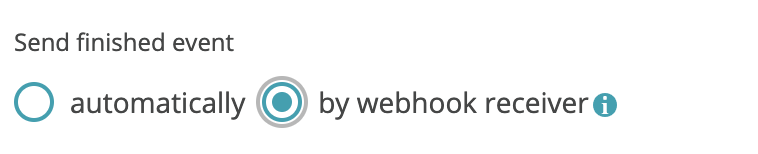 Send finished event
automatically by webhook receiver